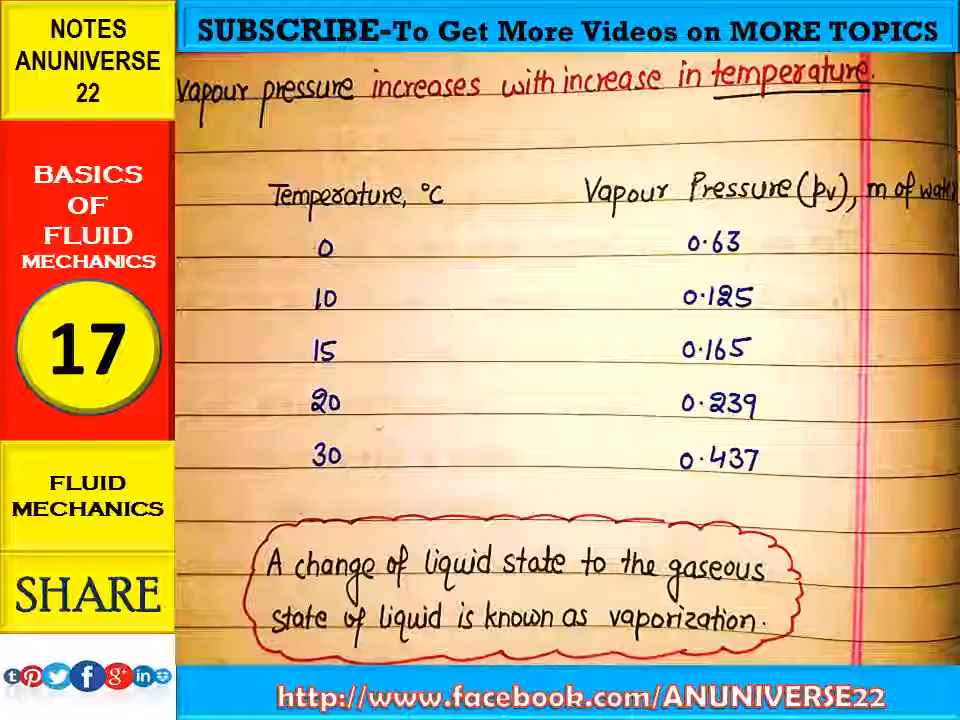 NOTES
ANUNIVERSE
22
SUBSCRIBE-To Get More Videos on MORE TOPICS
BASICS
OF
FLUID
MECHANICS
17
FLUID
MECHANICS
SHARE
Vapour pressure increases with increase in temperature.
Temperature, °C Vapour Pressure (pv), m of water
0 0.63
10 0.125
15 0.165
20 0.239
30 0.437
A change of liquid state to the gaseous
state of liquid is known as vaporization.
http://www.facebook.com/ANUNIVERSE22